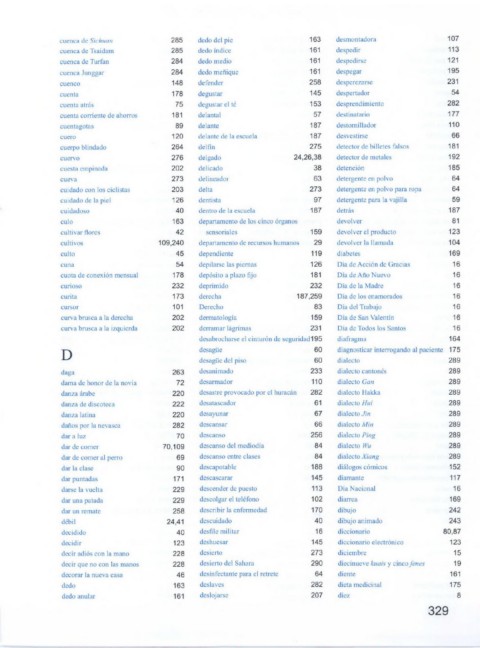 cuenca de Sichuan 285
cuenca de Tsaidam 285
cuenca de Turfan 284
cuenca Junggar 284
cuenco 148
cuenta 178
cuenta atrás 75
cuenta corriente de ahorros 181
cuentagotas 89
cuero 120
cuerpo blindado 264
cuervo 276
cuesta empinada 202
cueva 273
cuidado con los ciclistas 203
cuidado de la piel 126
cuidadoso 40
culo 163
cultivar flores 42
cultivos 109,240
culto 45
cuna 54
cuota de conexión mensual 178
curioso 232
curita 173
cursor 101
curva brusca a la derecha 202
curva brusca a la izquierda 202
D
daga 263
dama de honor de la novia 72
danza árabe 220
danza de discoteca 222
danza latina 220
daños por la nevasca 282
dar a luz 70
dar de comer 70,109
dar de comer al perro 69
dar la clase 90
dar puntadas 171
darse la vuelta 229
dar una patada 229
dar un remate 258
débil 24,41
decidido 40
decidir 123
decir adiós con la mano 228
decir que no con las manos 228
decorar la nueva casa 46
dedo 163
dedo anular 161
dedo del pie 163
dedo índice 161
dedo medio 161
dedo meñique 161
defender 258
degustar 145
degustar el té 153
delantal 57
delante 187
delante de la escuela 187
delfín 275
delgado 24,26,38
delicado 38
delineador 63
delta 273
dentista 97
dentro de la escuela 187
departamento de los cinco órganos
sensoriales 159
departamento de recursos humanos 29
dependiente 119
depilarse las piernas 126
depósito a plazo fijo 181
deprimido 232
derecha 187,259
Derecho 83
dermatología 159
derramar lágrimas 231
desabrocharse el cinturón de seguridad 195
desagüe 60
desagüe del piso 60
desanimado 233
desarmador 110
desastre provocado por el huracán 282
desatascador 61
desayunar 67
descansar 66
descanso 256
descanso del mediodía 84
descanso entre clases 84
descapotable 188
descascarar 145
descender de puesto 113
descolgar el teléfono 102
describir la enfermedad 170
descuidado 40
desfile militar 16
deshuesar 145
desierto 273
desierto del Sahara 290
desinfectante para el retrete 64
deslaves 282
deslojarse 207
desmontadora 107
despedir 113
despedirse 121
despegar 195
desperezarse 231
despertador 54
desprendimiento 282
destinatario 177
destornillador 110
desvestirse 66
detector de billetes falsos 181
detector de metales 192
detención 185
detergente en polvo 64
detergente en polvo para ropa 64
detergente para la vajilla 59
detrás 187
devolver 81
devolver el producto 123
devolver la llamada 104
diabetes 169
Día de Acción de Gracias 16
Día de Año Nuevo 16
Día de la Madre 16
Día de los enamorados 16
Día del Trabajo 16
Día de San Valentín 16
Día de Todos los Santos 16
diafragma 164
diagnosticar interrogando al paciente 175
dialecto 289
dialecto cantonés 289
dialecto Gan 289
dialecto Hakka 289
dialecto Hui 289
dialecto Jin 289
dialecto Min 289
dialecto Ping 289
dialecto Wu 289
dialecto Xiang 289
diálogos cómicos 152
diamante 117
Día Nacional 16
diarrea 169
dibujo 242
dibujo animado 243
diccionario 80,87
diccionario electrónico 123
diciembre 15
diecinueve kuais y cinco fenes 19
diente 161
dieta medicinal 175
diez 8
329